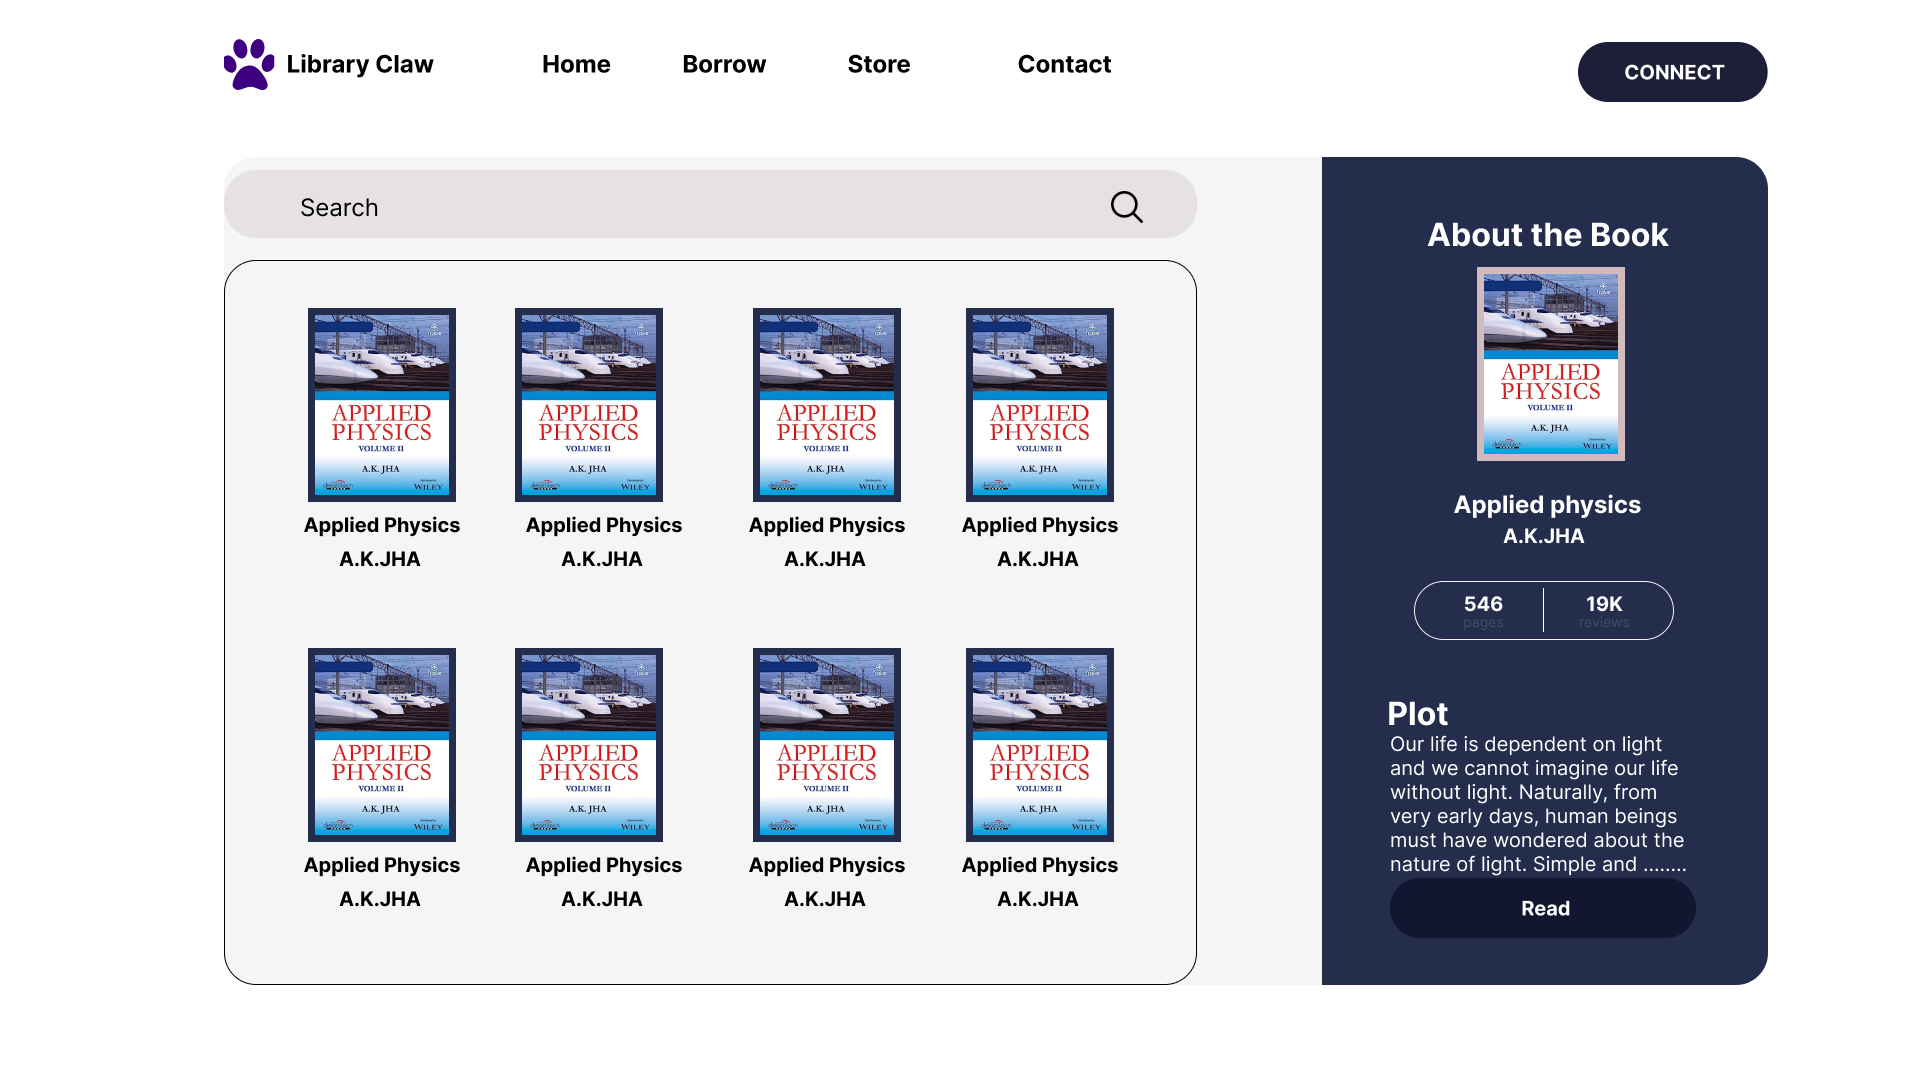 Library Claw
Home
Borrow
Store
Contact
CONNECT
Search
APPLIED
PHYSICS
VOLUME II
A.K. JHA
WILEY
Applied Physics
A.K.JHA
APPLIED
PHYSICS
VOLUME II
A.K. JHA
WILEY
Applied Physics
A.K.JHA
APPLIED
PHYSICS
VOLUME II
A.K. JHA
WILEY
Applied Physics
A.K.JHA
APPLIED
PHYSICS
VOLUME II
A.K. JHA
WILEY
Applied Physics
A.K.JHA
APPLIED
PHYSICS
VOLUME II
A.K. JHA
WILEY
Applied Physics
A.K.JHA
APPLIED
PHYSICS
VOLUME II
A.K. JHA
WILEY
Applied Physics
A.K.JHA
APPLIED
PHYSICS
VOLUME II
A.K. JHA
WILEY
Applied Physics
A.K.JHA
APPLIED
PHYSICS
VOLUME II
A.K. JHA
WILEY
Applied Physics
A.K.JHA
About the Book
APPLIED
PHYSICS
VOLUME II
A.K. JHA
WILEY
Applied physics
A.K.JHA
546
pages
19K
reviews
Plot
Our life is dependent on light
and we cannot imagine our life
without light. Naturally, from
very early days, human beings
must have wondered about the
nature of light. Simple and ........
Read